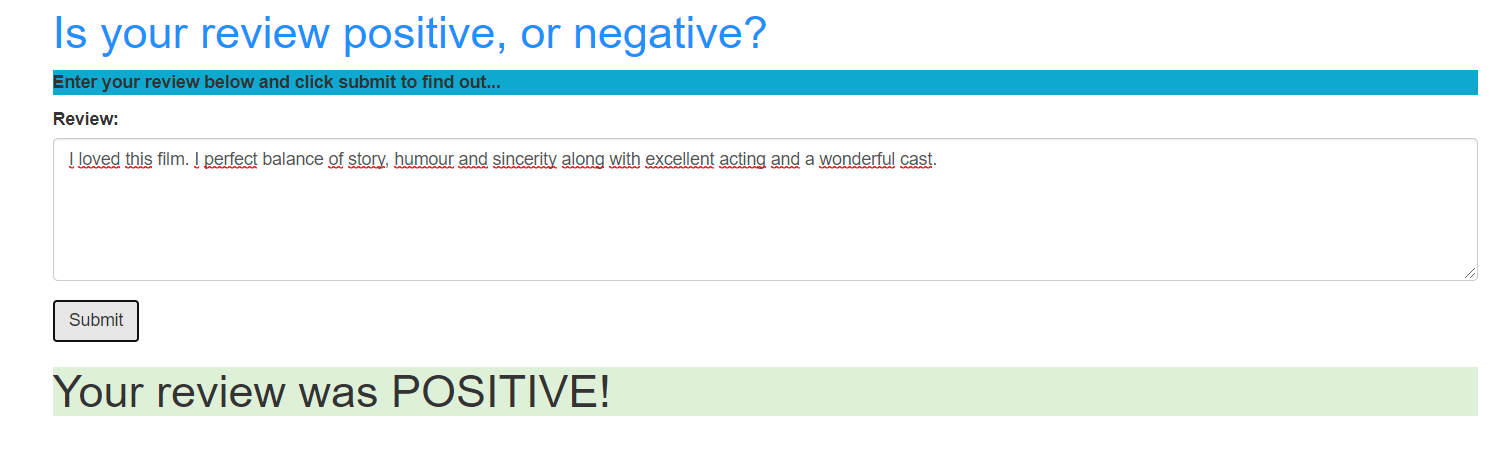 Is your review positive, or negative?
Enter your review below and click submit to find out...
Review:
I loved this film. I perfect balance of story, humour and sincerity along with excellent acting and a wonderful cast.
Submit
Your review was POSITIVE!